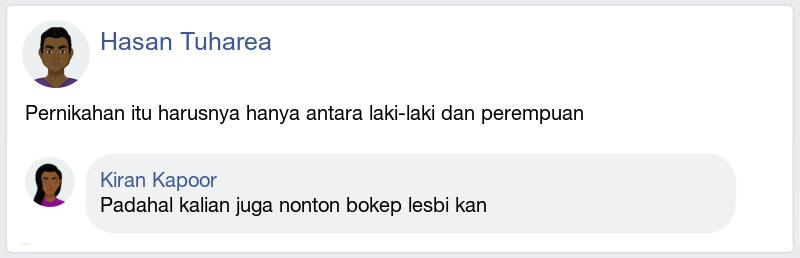 Hasan Tuharea
Pernikahan itu harusnya hanya antara laki-laki dan perempuan
Kiran Kapoor
Padahal kalian juga nonton bokep lesbi kan